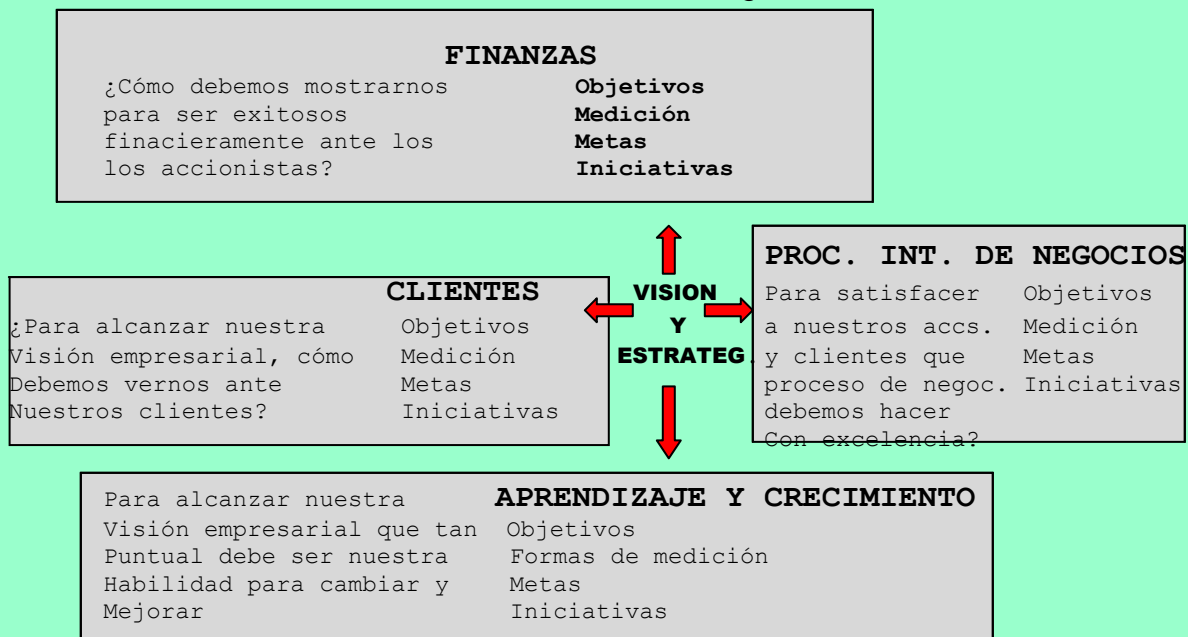 FINANZAS
¿Cómo debemos mostrarnos Objetivos
para ser exitosos Medición
finacieramente ante los Metas
los accionistas? Iniciativas
CLIENTES
¿Para alcanzar nuestra Objetivos
Visión empresarial, cómo Medición
Debemos vernos ante Metas
Nuestros clientes? Iniciativas
VISION
Y
ESTRATEG.
PROC. INT. DE NEGOCIOS
Para satisfacer Objetivos
a nuestros accs. Medición
y clientes que Metas
proceso de negoc. Iniciativas
debemos hacer
Con excelencia?
Para alcanzar nuestra APRENDIZAJE Y CRECIMIENTO
Visión empresarial que tan Objetivos
Puntual debe ser nuestra Formas de medición
Habilidad para cambiar y Metas
Mejorar Iniciativas